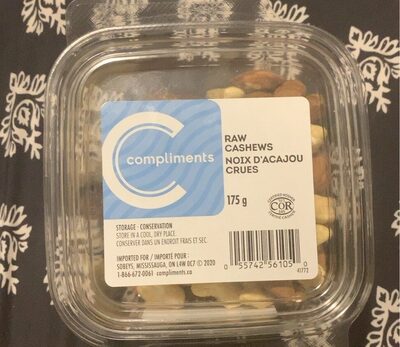 compliments
RAW
CASHEWS
NOIX D'ACAJOU
CRUES
175 g
COR
STORAGE · CONSERVATION
STORE IN A COOL, DRY PLACE.
CONSERVER DANS UN ENDROIT FRAIS ET SEC.
IMPORTED FOR / IMPORTÉ POUR :
SOBEYS, MISSISSAUGA, ON L4W 0C7 © 2020
1-866-672-0061 compliments.ca
0 55742 56105 0
41772